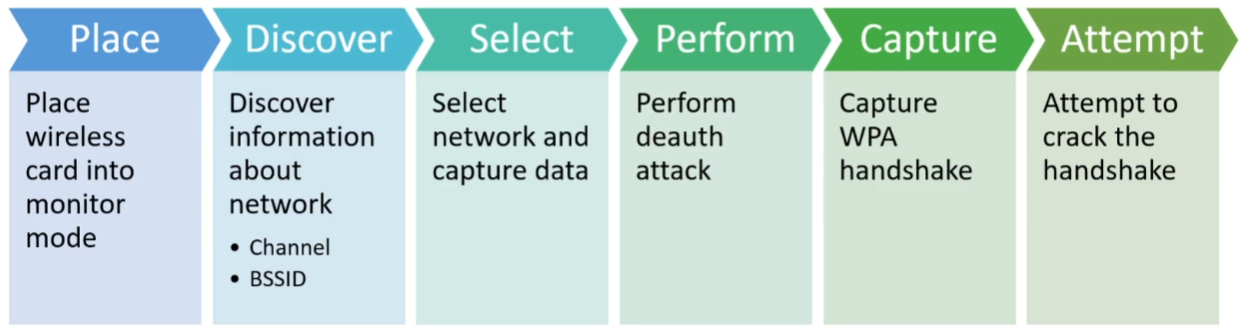 Place
Discover
Select
Perform
Capture
Attempt
Place
wireless
card into
monitor
mode
Discover
information
about
network
• Channel
• BSSID
Select
network and
capture data
Perform
deauth
attack
Capture
WPA
handshake
Attempt to
crack the
handshake